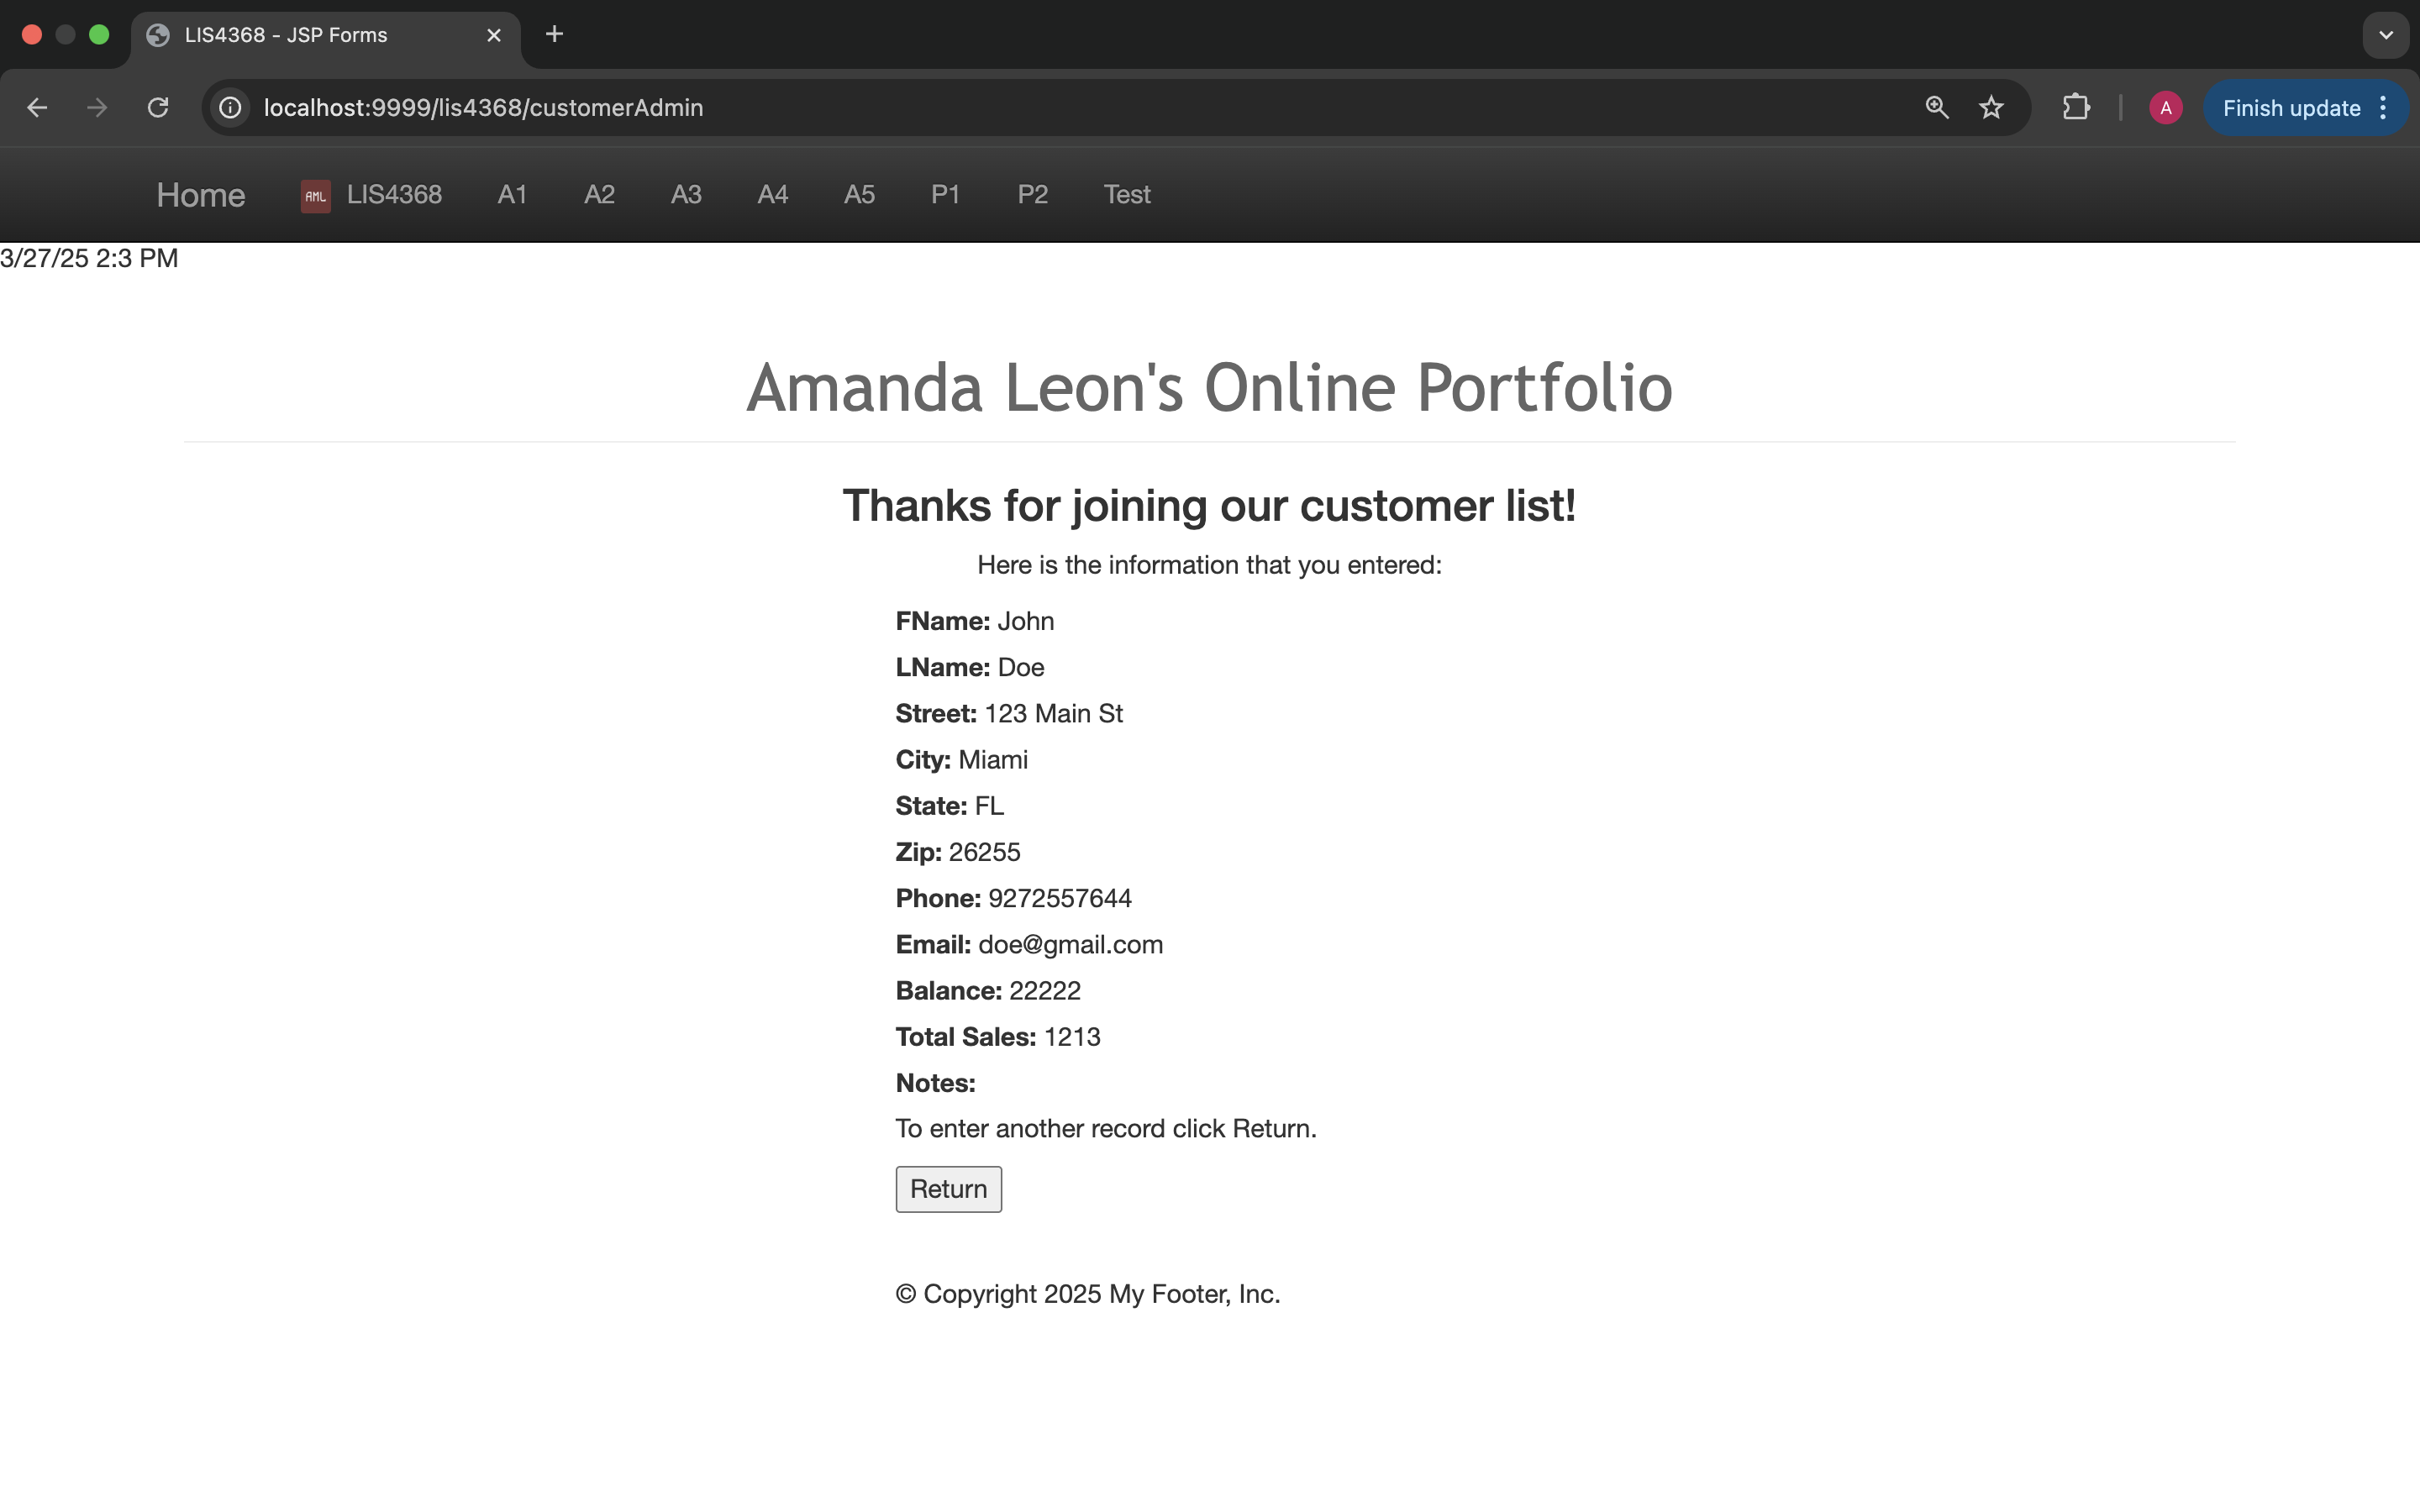 LIS4368 - JSP Forms
localhost:9999/lis4368/customerAdmin
A
Finish update
Home AML LIS4368 A1 A2 A3 A4 A5 P1 P2 Test
3/27/25 2:3 PM
Amanda Leon's Online Portfolio
Thanks for joining our customer list!
Here is the information that you entered:
FName: John
LName: Doe
Street: 123 Main St
City: Miami
State: FL
Zip: 26255
Phone: 9272557644
Email: doe@gmail.com
Balance: 22222
Total Sales: 1213
Notes:
To enter another record click Return.
Return
© Copyright 2025 My Footer, Inc.